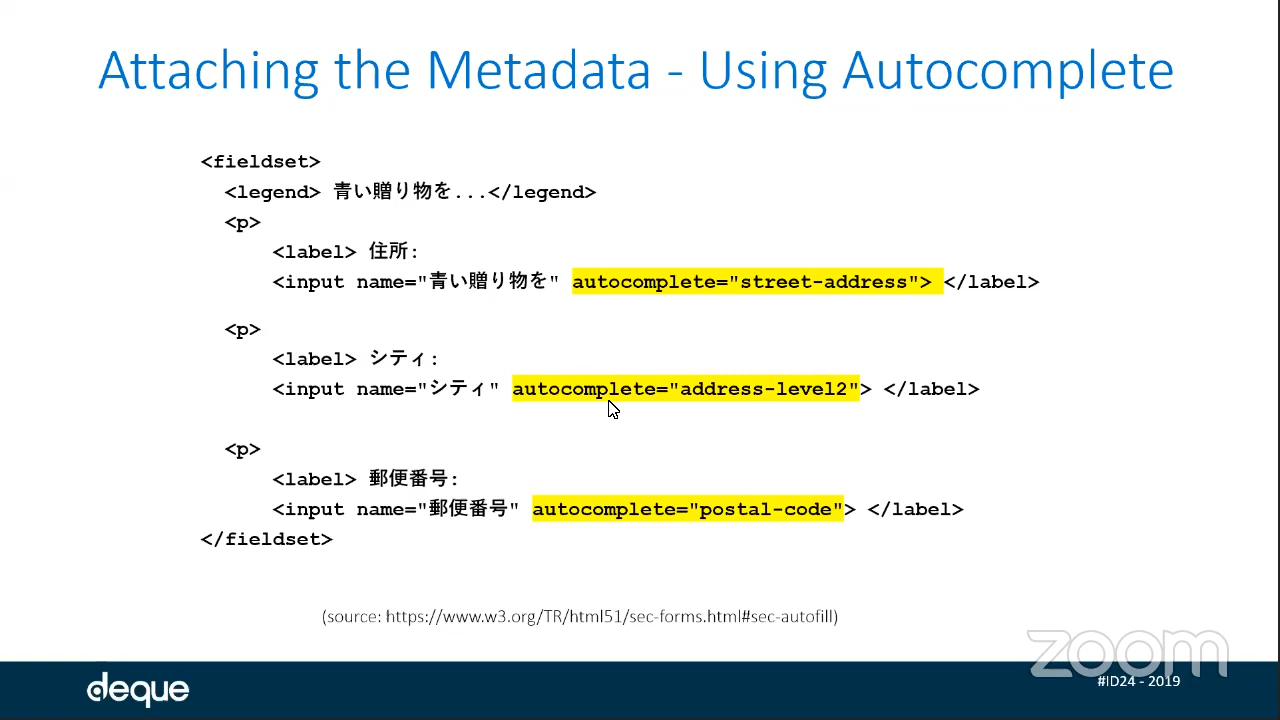 Attaching the Metadata - Using Autocomplete
<fieldset>
<legend> 青い贈り物を...</legend>
<p>
<label> 住所:
<input name="青い贈り物を" autocomplete="street-address"> </label>
<p>
<label> シティ:
<input name="シティ" autocomplete="address-level2"> </label>
<p>
<label> 郵便番号:
<input name="郵便番号" autocomplete="postal-code"> </label>
</fieldset>
(source: https://www.w3.org/TR/html51/sec-forms.html#sec-autofill)
zoom
deque
#ID24 - 2019